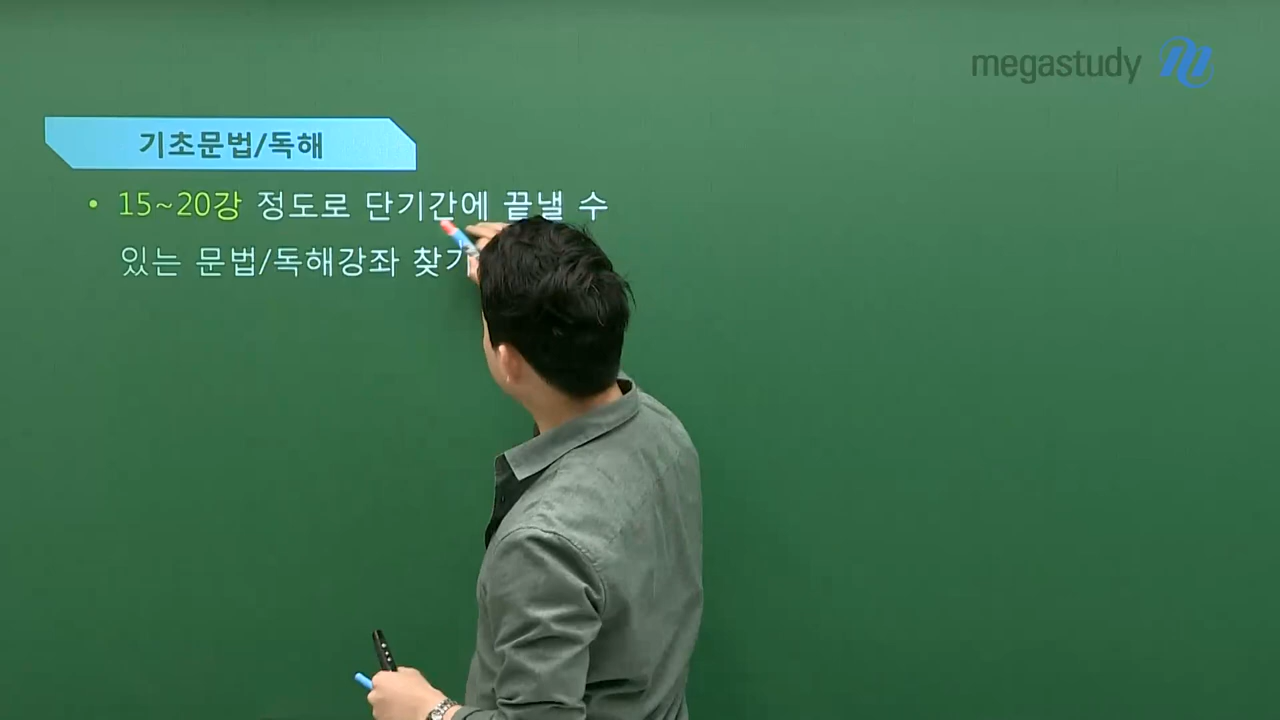 megastudy
기초문법/독해
• 15~20강 정도로 단기간에 끝낼 수
있는 문법/독해강좌 찾기